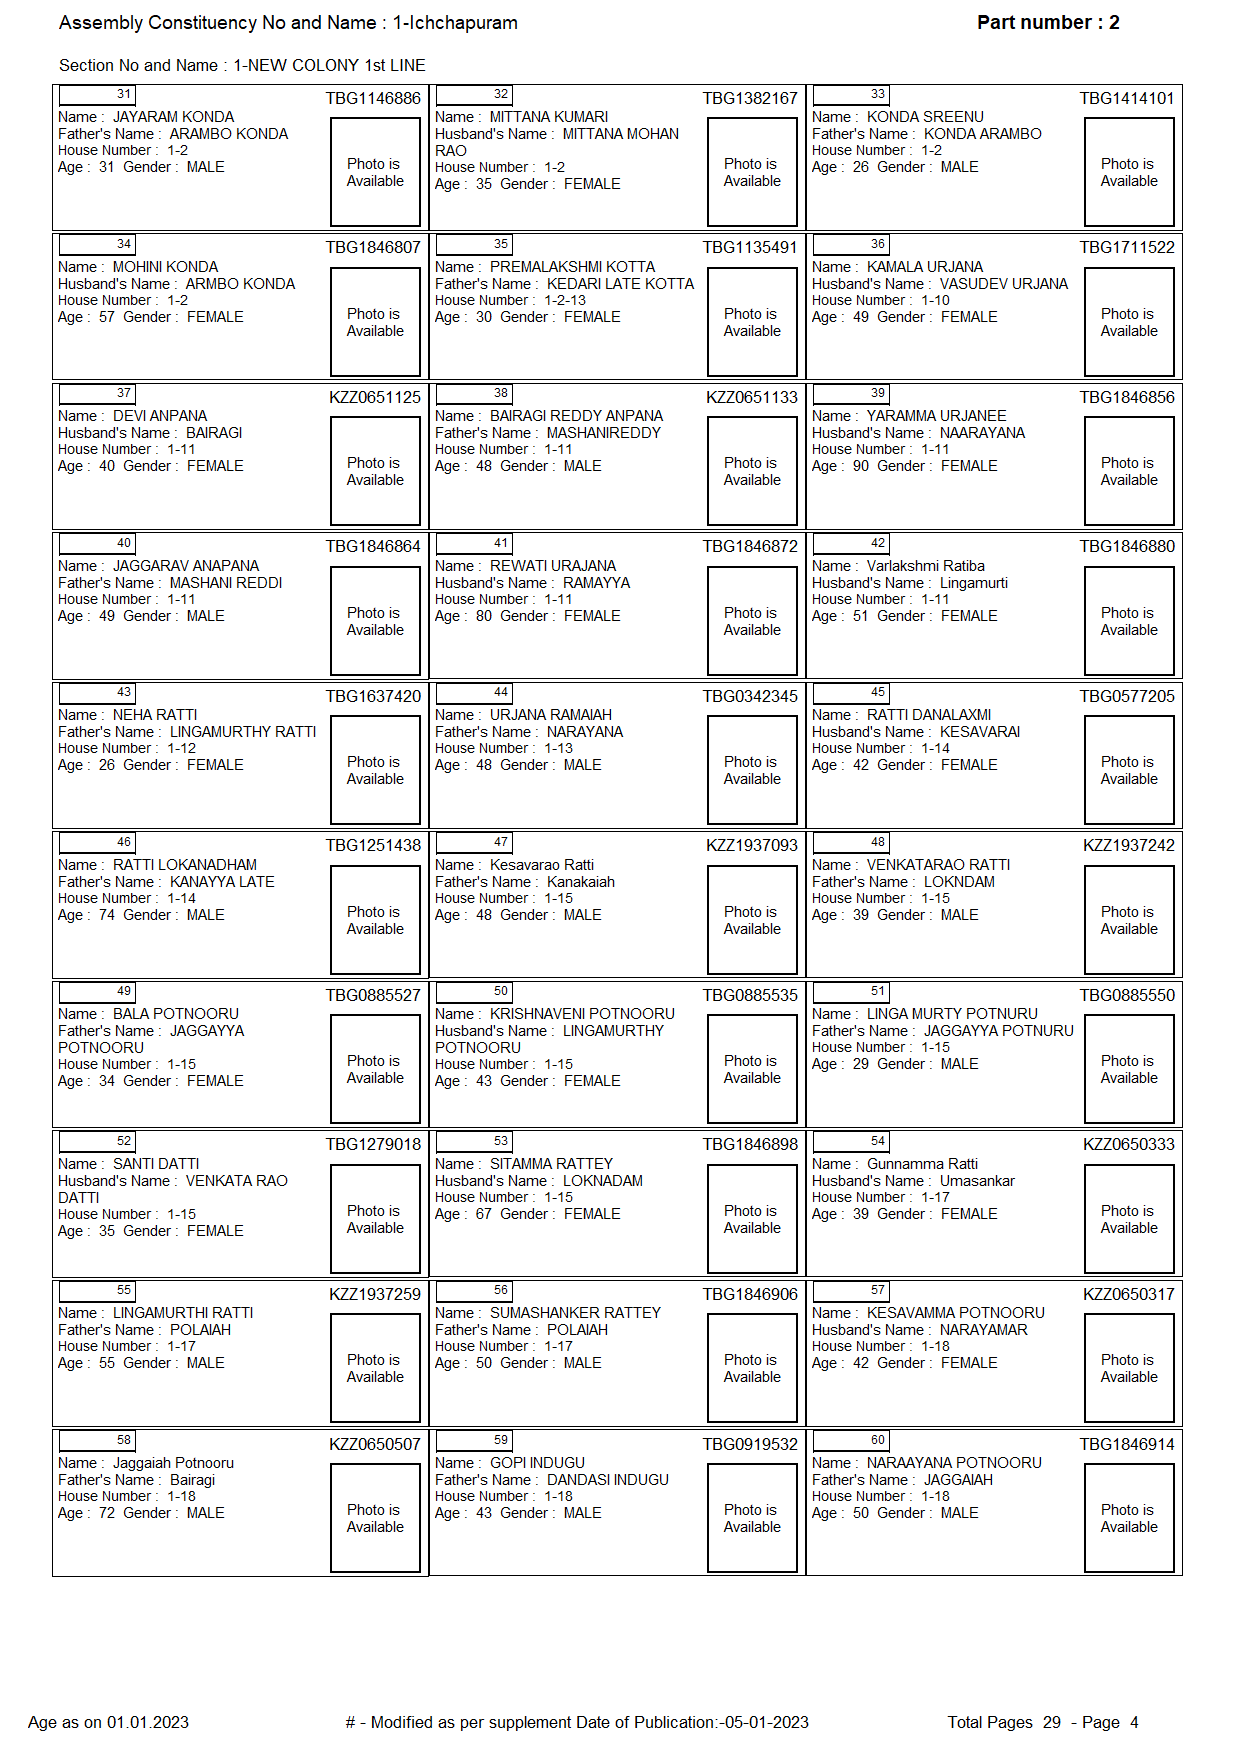 Assembly Constituency No and Name : 1-Ichchapuram
Part number : 2
Section No and Name : 1-NEW COLONY 1st LINE
31
TBG1146886
Name : JAYARAM KONDA
Father's Name : ARAMBO KONDA
House Number : 1-2
Age : 31 Gender : MALE
Photo is
Available
32
TBG1382167
Name : MITTANA KUMARI
Husband's Name : MITTANA MOHAN
RAO
House Number : 1-2
Age : 35 Gender : FEMALE
Photo is
Available
33
TBG1414101
Name : KONDA SREENU
Father's Name : KONDA ARAMBO
House Number : 1-2
Age : 26 Gender : MALE
Photo is
Available
34
TBG1846807
Name : MOHINI KONDA
Husband's Name : ARMBO KONDA
House Number : 1-2
Age : 57 Gender : FEMALE
Photo is
Available
35
TBG1135491
Name : PREMALAKSHMI KOTTA
Father's Name : KEDARI LATE KOTTA
House Number : 1-2-13
Age : 30 Gender : FEMALE
Photo is
Available
36
TBG1711522
Name : KAMALA URJANA
Husband's Name : VASUDEV URJANA
House Number : 1-10
Age : 49 Gender : FEMALE
Photo is
Available
37
KZZ0651125
Name : DEVI ANPANA
Husband's Name : BAIRAGI
House Number : 1-11
Age : 40 Gender : FEMALE
Photo is
Available
38
KZZ0651133
Name : BAIRAGI REDDY ANPANA
Father's Name : MASHANIREDDY
House Number : 1-11
Age : 48 Gender : MALE
Photo is
Available
39
TBG1846856
Name : YARAMMA URJANEE
Husband's Name : NAARAYANA
House Number : 1-11
Age : 90 Gender : FEMALE
Photo is
Available
40
TBG1846864
Name : JAGGARAV ANAPANA
Father's Name : MASHANI REDDI
House Number : 1-11
Age : 49 Gender : MALE
Photo is
Available
41
TBG1846872
Name : REWATI URAJANA
Husband's Name : RAMAYYA
House Number : 1-11
Age : 80 Gender : FEMALE
Photo is
Available
42
TBG1846880
Name : Varlakshmi Ratiba
Husband's Name : Lingamurti
House Number : 1-11
Age : 51 Gender : FEMALE
Photo is
Available
43
TBG1637420
Name : NEHA RATTI
Father's Name : LINGAMURTHY RATTI
House Number : 1-12
Age : 26 Gender : FEMALE
Photo is
Available
44
TBG0342345
Name : URJANA RAMAIAH
Father's Name : NARAYANA
House Number : 1-13
Age : 48 Gender : MALE
Photo is
Available
45
TBG0577205
Name : RATTI DANALAXMI
Husband's Name : KESAVARAI
House Number : 1-14
Age : 42 Gender : FEMALE
Photo is
Available
46
TBG1251438
Name : RATTI LOKANADHAM
Father's Name : KANAYYA LATE
House Number : 1-14
Age : 74 Gender : MALE
Photo is
Available
47
KZZ1937093
Name : Kesavarao Ratti
Father's Name : Kanakaiah
House Number : 1-15
Age : 48 Gender : MALE
Photo is
Available
48
KZZ1937242
Name : VENKATARAO RATTI
Father's Name : LOKNDAM
House Number : 1-15
Age : 39 Gender : MALE
Photo is
Available
49
TBG0885527
Name : BALA POTNOORU
Father's Name : JAGGAYYA
POTNOORU
House Number : 1-15
Age : 34 Gender : FEMALE
Photo is
Available
50
TBG0885535
Name : KRISHNAVENI POTNOORU
Husband's Name : LINGAMURTHY
POTNOORU
House Number : 1-15
Age : 43 Gender : FEMALE
Photo is
Available
51
TBG0885550
Name : LINGA MURTY POTNURU
Father's Name : JAGGAYYA POTNURU
House Number : 1-15
Age : 29 Gender : MALE
Photo is
Available
52
TBG1279018
Name : SANTI DATTI
Husband's Name : VENKATA RAO
DATTI
House Number : 1-15
Age : 35 Gender : FEMALE
Photo is
Available
53
TBG1846898
Name : SITAMMA RATTEY
Husband's Name : LOKNADAM
House Number : 1-15
Age : 67 Gender : FEMALE
Photo is
Available
54
KZZ0650333
Name : Gunnamma Ratti
Husband's Name : Umasankar
House Number : 1-17
Age : 39 Gender : FEMALE
Photo is
Available
55
KZZ1937259
Name : LINGAMURTHI RATTI
Father's Name : POLAIAH
House Number : 1-17
Age : 55 Gender : MALE
Photo is
Available
56
TBG1846906
Name : SUMASHANKER RATTEY
Father's Name : POLAIAH
House Number : 1-17
Age : 50 Gender : MALE
Photo is
Available
57
KZZ0650317
Name : KESAVAMMA POTNOORU
Husband's Name : NARAYAMAR
House Number : 1-18
Age : 42 Gender : FEMALE
Photo is
Available
58
KZZ0650507
Name : Jaggaiah Potnooru
Father's Name : Bairagi
House Number : 1-18
Age : 72 Gender : MALE
Photo is
Available
59
TBG0919532
Name : GOPI INDUGU
Father's Name : DANDASI INDUGU
House Number : 1-18
Age : 43 Gender : MALE
Photo is
Available
60
TBG1846914
Name : NARAAYANA POTNOORU
Father's Name : JAGGAIAH
House Number : 1-18
Age : 50 Gender : MALE
Photo is
Available
Age as on 01.01.2023
# - Modified as per supplement Date of Publication:-05-01-2023
Total Pages 29 - Page 4